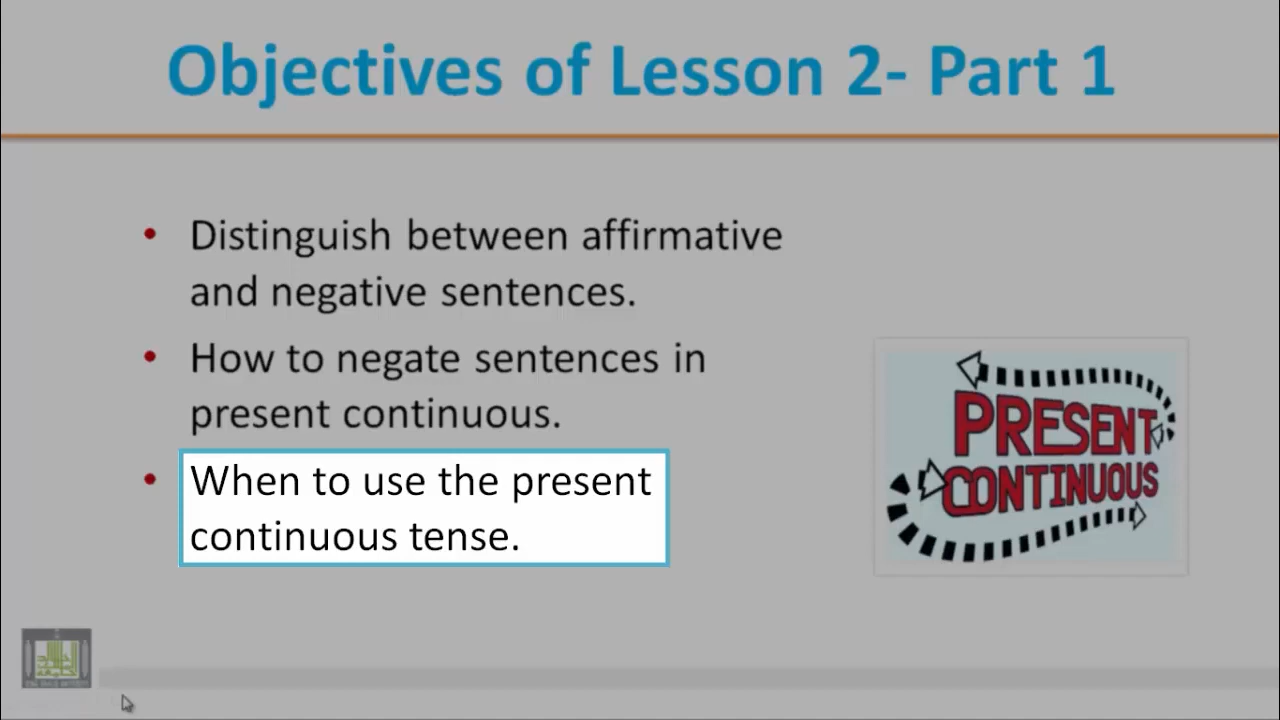 Objectives of Lesson 2- Part 1
• Distinguish between affirmative
and negative sentences.
• How to negate sentences in
present continuous.
• When to use the present
continuous tense.
PRESENT
CONTINUOUS